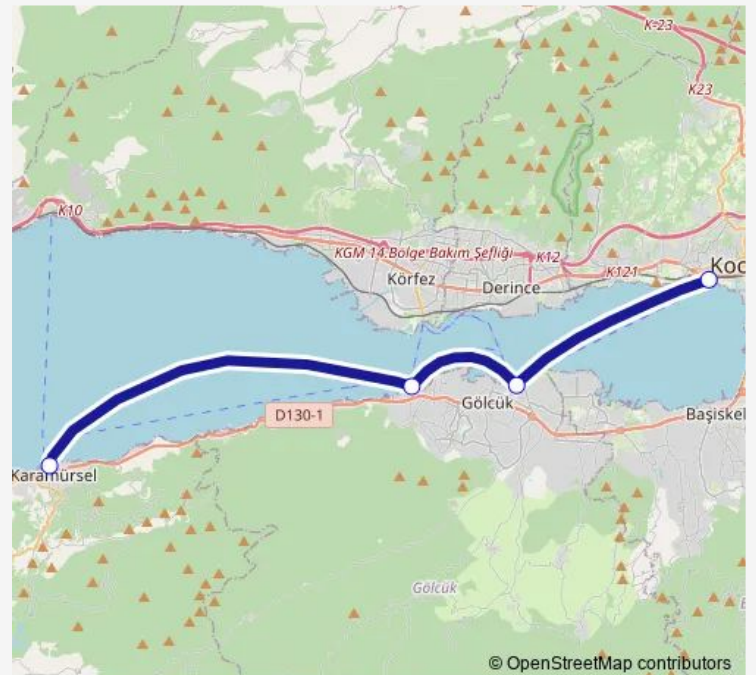 K-23
K23
K10
KGM 14.Bölge Bakım Şefliği
K12
Koc
K121
Körfez
Derince
D130-1
Gölcük
Başiskel
Karamürsel
Gölcük
© OpenStreetMap contributors